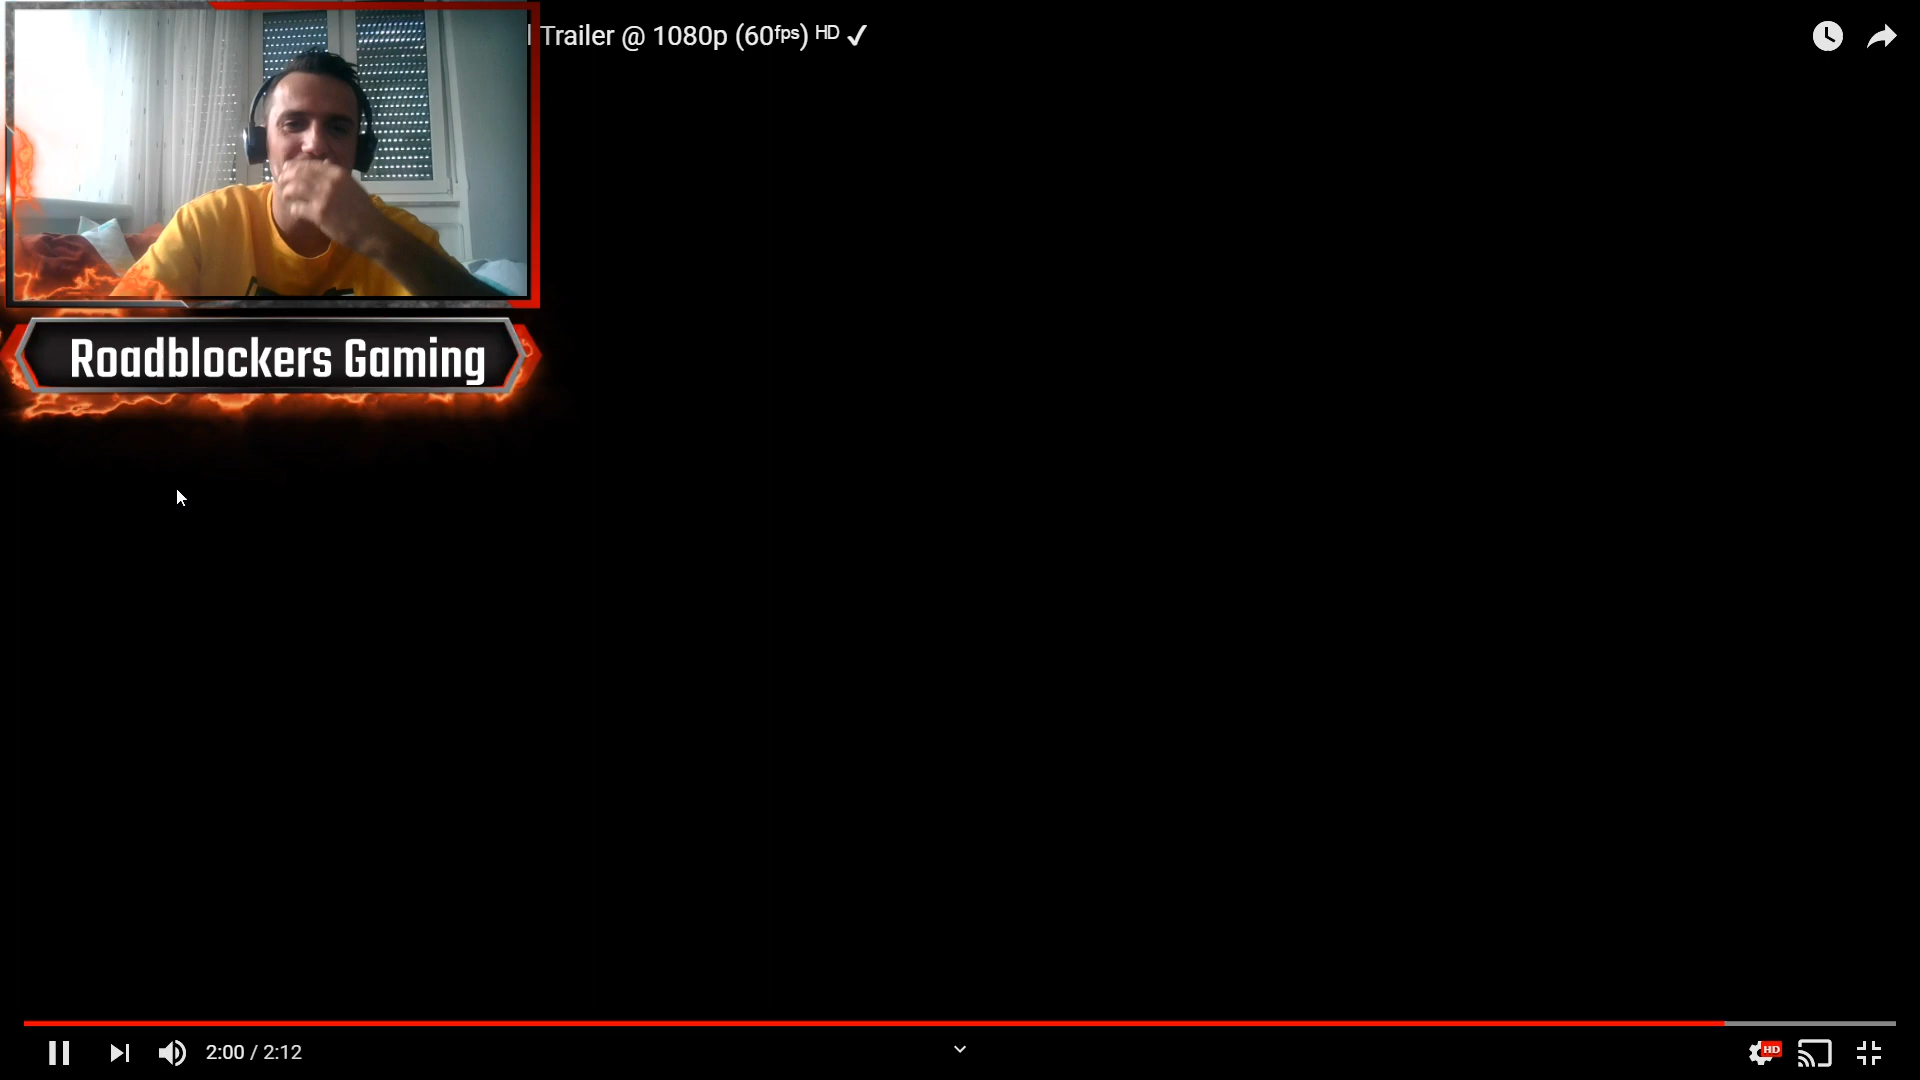 Trailer @ 1080p (60fps) HD ✓
Roadblockers Gaming
2:00 / 2:12
HD